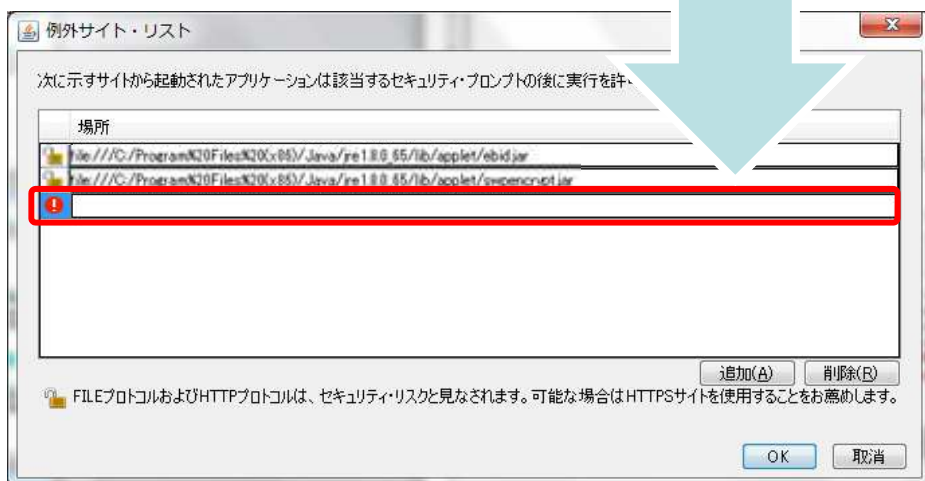 例外サイト・リスト
次に示すサイトから起動されたアプリケーションは該当するセキュリティ・プロンプトの後に実行を許
場所
file:///C:/Program%20Files%20(x86)/Java/jre1.8.0_65/lib/applet/ebid.jar
file:///C:/Program%20Files%20(x86)/Java/jre1.8.0_65/lib/applet/swpencrypt.jar
追加(A) 削除(R)
FILEプロトコルおよびHTTPプロトコルは、セキュリティ・リスクと見なされます。可能な場合はHTTPSサイトを使用することをお薦めします。
OK 取消